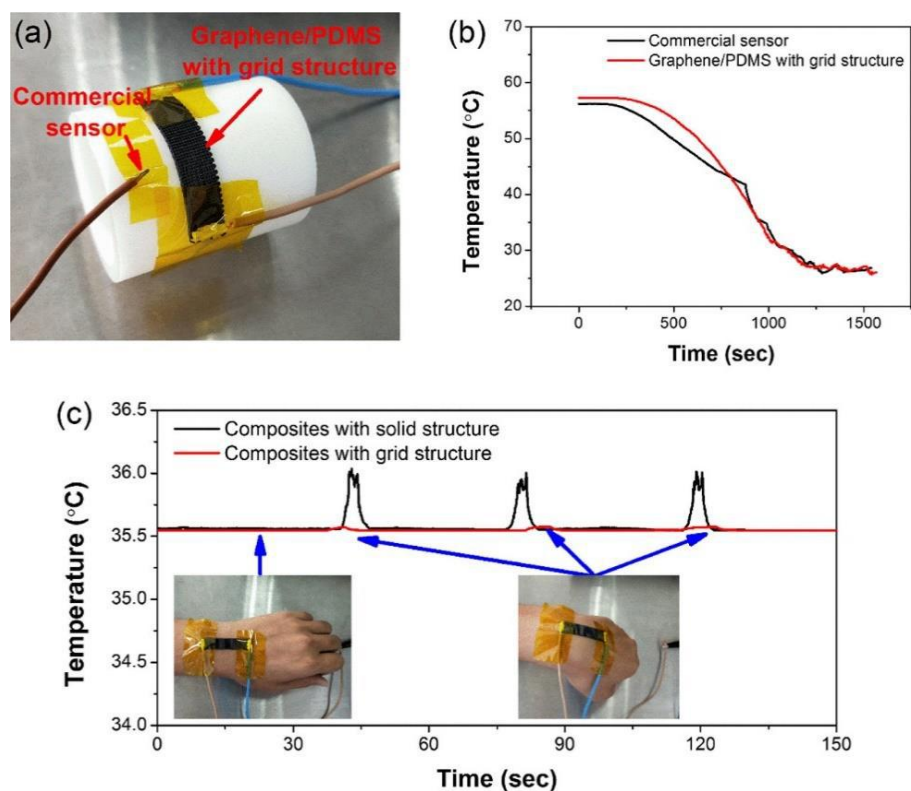 (a)
Graphene/PDMS
with grid structure
Commercial
sensor
(b)
Commercial sensor
Graphene/PDMS with grid structure
Temperature (°C)
70
60
50
40
30
20
0
500
1000
1500
Time (sec)
(c)
Composites with solid structure
Composites with grid structure
Temperature (°C)
36.5
36.0
35.5
35.0
34.5
34.0
0
30
60
90
120
150
Time (sec)